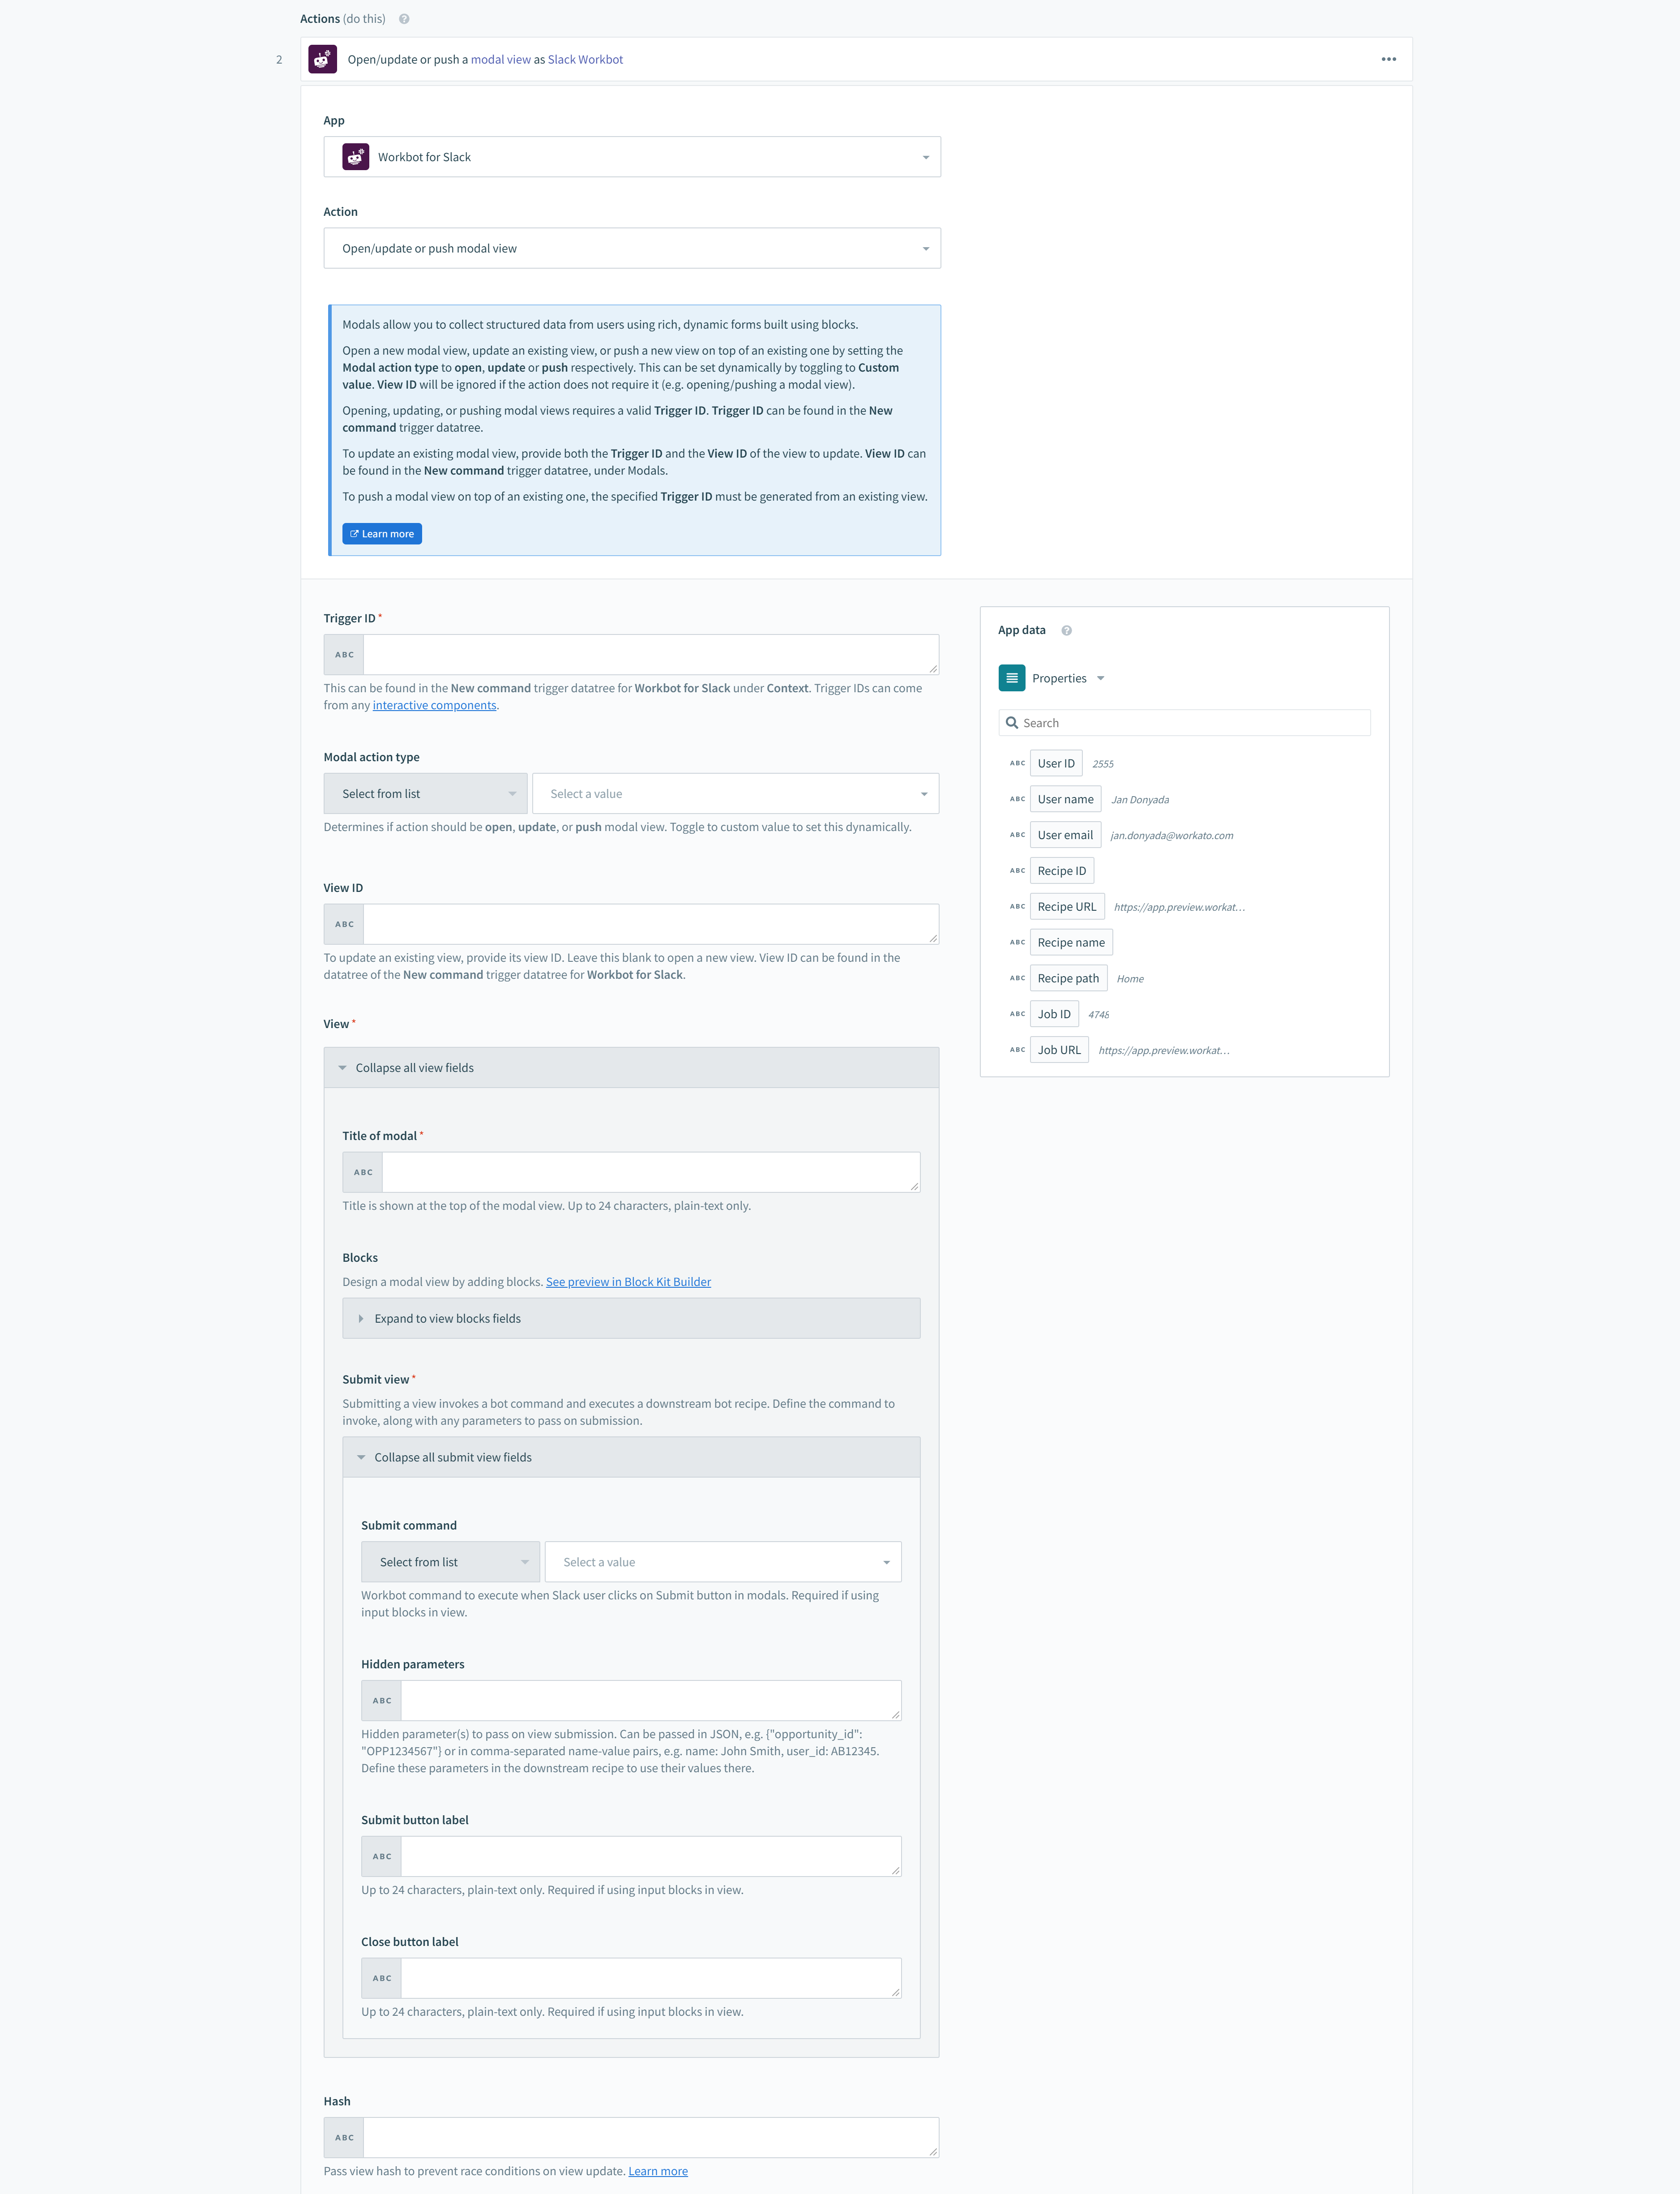 Actions (do this) ?
2 Open/update or push a modal view as Slack Workbot
App
Workbot for Slack
Action
Open/update or push modal view
Modals allow you to collect structured data from users using rich, dynamic forms built using blocks.
Open a new modal view, update an existing view, or push a new view on top of an existing one by setting the
Modal action type to open, update or push respectively. This can be set dynamically by toggling to Custom
value. View ID will be ignored if the action does not require it (e.g. opening/pushing a modal view).
Opening, updating, or pushing modal views requires a valid Trigger ID. Trigger ID can be found in the New
command trigger datatree.
To update an existing modal view, provide both the Trigger ID and the View ID of the view to update. View ID can
be found in the New command trigger datatree, under Modals.
To push a modal view on top of an existing one, the specified Trigger ID must be generated from an existing view.
Learn more
Trigger ID *
ABC
This can be found in the New command trigger datatree for Workbot for Slack under Context. Trigger IDs can come
from any interactive components.
Modal action type
Select from list Select a value
Determines if action should be open, update, or push modal view. Toggle to custom value to set this dynamically.
View ID
ABC
To update an existing view, provide its view ID. Leave this blank to open a new view. View ID can be found in the
datatree of the New command trigger datatree for Workbot for Slack.
View *
Collapse all view fields
Title of modal *
ABC
Title is shown at the top of the modal view. Up to 24 characters, plain-text only.
Blocks
Design a modal view by adding blocks. See preview in Block Kit Builder
Expand to view blocks fields
Submit view *
Submitting a view invokes a bot command and executes a downstream bot recipe. Define the command to
invoke, along with any parameters to pass on submission.
Collapse all submit view fields
Submit command
Select from list Select a value
Workbot command to execute when Slack user clicks on Submit button in modals. Required if using
input blocks in view.
Hidden parameters
ABC
Hidden parameter(s) to pass on view submission. Can be passed in JSON, e.g. {"opportunity_id":
"OPP1234567"} or in comma-separated name-value pairs, e.g. name: John Smith, user_id: AB12345.
Define these parameters in the downstream recipe to use their values there.
Submit button label
ABC
Up to 24 characters, plain-text only. Required if using input blocks in view.
Close button label
ABC
Up to 24 characters, plain-text only. Required if using input blocks in view.
Hash
ABC
Pass view hash to prevent race conditions on view update. Learn more
App data ?
Properties
Search
ABC User ID 2555
ABC User name Jan Donyada
ABC User email jan.donyada@workato.com
ABC Recipe ID
ABC Recipe URL https://app.preview.workat…
ABC Recipe name
ABC Recipe path Home
ABC Job ID 4748
ABC Job URL https://app.preview.workat…